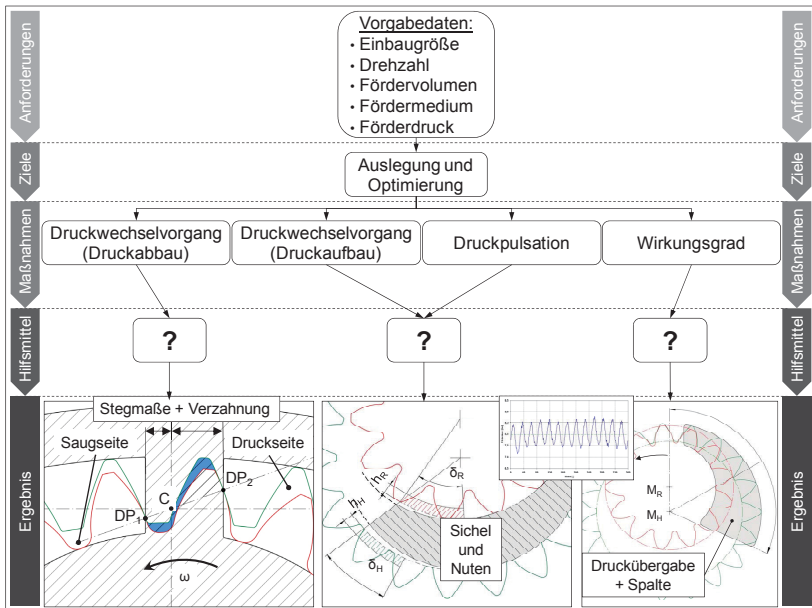 Anforderungen
Vorgabedaten:
• Einbaugröße
• Drehzahl
• Fördervolumen
• Fördermedium
• Förderdruck
Anforderungen
Ziele
Auslegung und
Optimierung
Ziele
Maßnahmen
Druckwechselvorgang
(Druckabbau)
Druckwechselvorgang
(Druckaufbau)
Druckpulsation
Wirkungsgrad
Maßnahmen
Hilfsmittel
?
?
?
Hilfsmittel
Ergebnis
Stegmaße + Verzahnung
Saugseite
Druckseite
C
DP1
DP2
ω
hR
δR
hH
δH
Sichel
und
Nuten
MR
MH
Druckübergabe
+ Spalte
Ergebnis